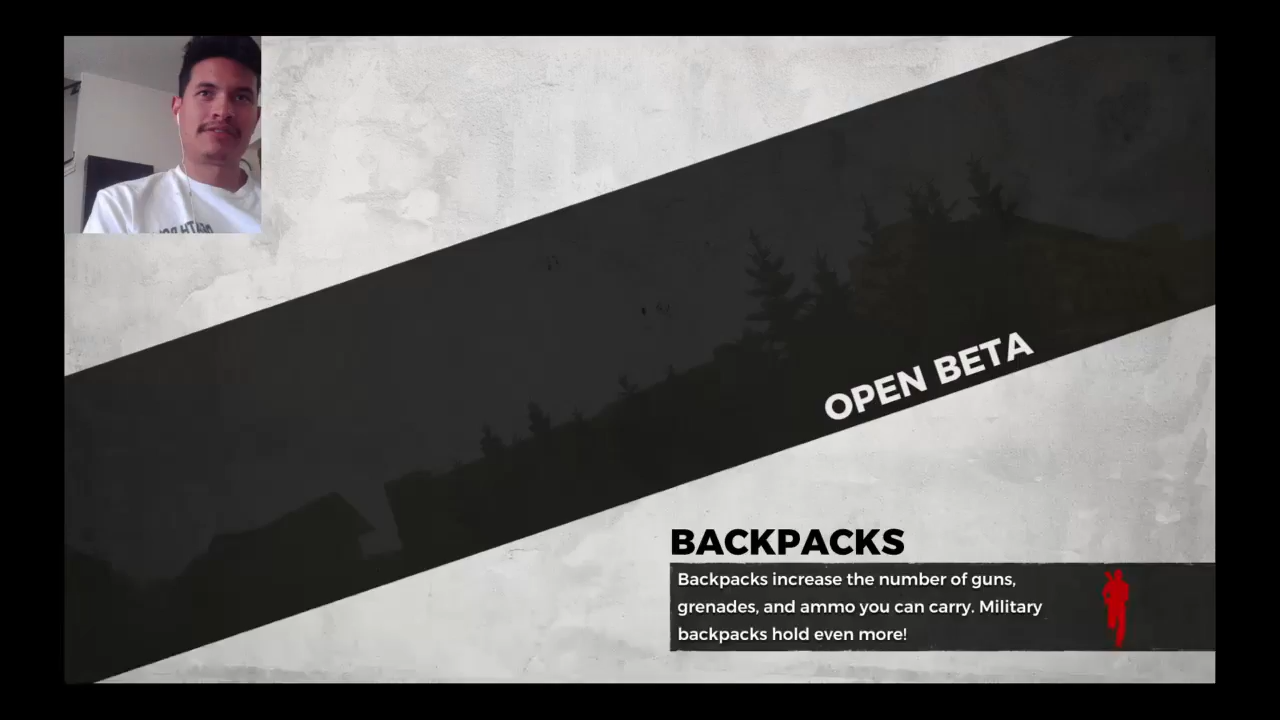 OPEN BETA
BACKPACKS
Backpacks increase the number of guns,
grenades, and ammo you can carry. Military
backpacks hold even more!